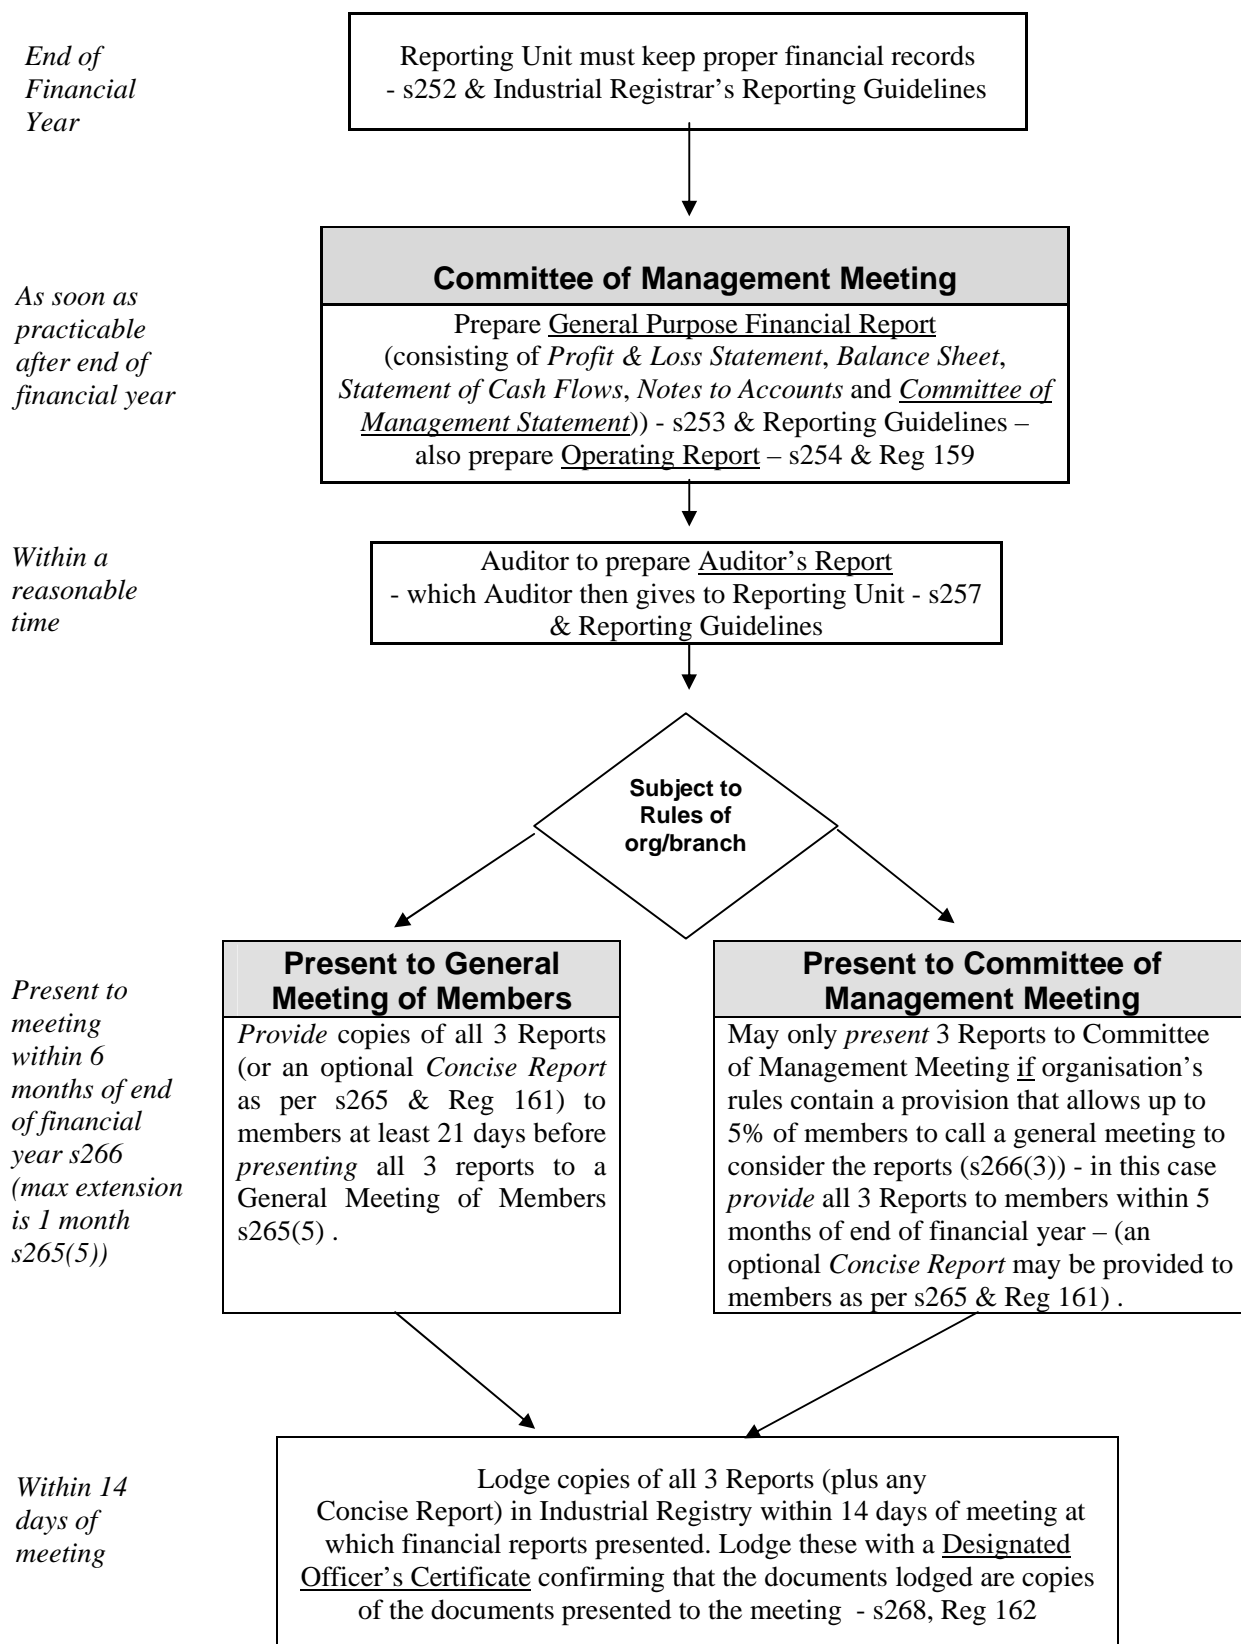 End of
Financial
Year
Reporting Unit must keep proper financial records
- s252 & Industrial Registrar's Reporting Guidelines
As soon as
practicable
after end of
financial year
Committee of Management Meeting
Prepare General Purpose Financial Report
(consisting of Profit & Loss Statement, Balance Sheet,
Statement of Cash Flows, Notes to Accounts and Committee of
Management Statement)) - s253 & Reporting Guidelines –
also prepare Operating Report – s254 & Reg 159
Within a
reasonable
time
Auditor to prepare Auditor's Report
- which Auditor then gives to Reporting Unit - s257
& Reporting Guidelines
Subject to
Rules of
org/branch
Present to
meeting
within 6
months of end
of financial
year s266
(max extension
is 1 month
s265(5))
Present to General
Meeting of Members
Provide copies of all 3 Reports
(or an optional Concise Report
as per s265 & Reg 161) to
members at least 21 days before
presenting all 3 reports to a
General Meeting of Members
s265(5) .
Present to Committee of
Management Meeting
May only present 3 Reports to Committee
of Management Meeting if organisation's
rules contain a provision that allows up to
5% of members to call a general meeting to
consider the reports (s266(3)) - in this case
provide all 3 Reports to members within 5
months of end of financial year – (an
optional Concise Report may be provided to
members as per s265 & Reg 161) .
Within 14
days of
meeting
Lodge copies of all 3 Reports (plus any
Concise Report) in Industrial Registry within 14 days of meeting at
which financial reports presented. Lodge these with a Designated
Officer's Certificate confirming that the documents lodged are copies
of the documents presented to the meeting - s268, Reg 162